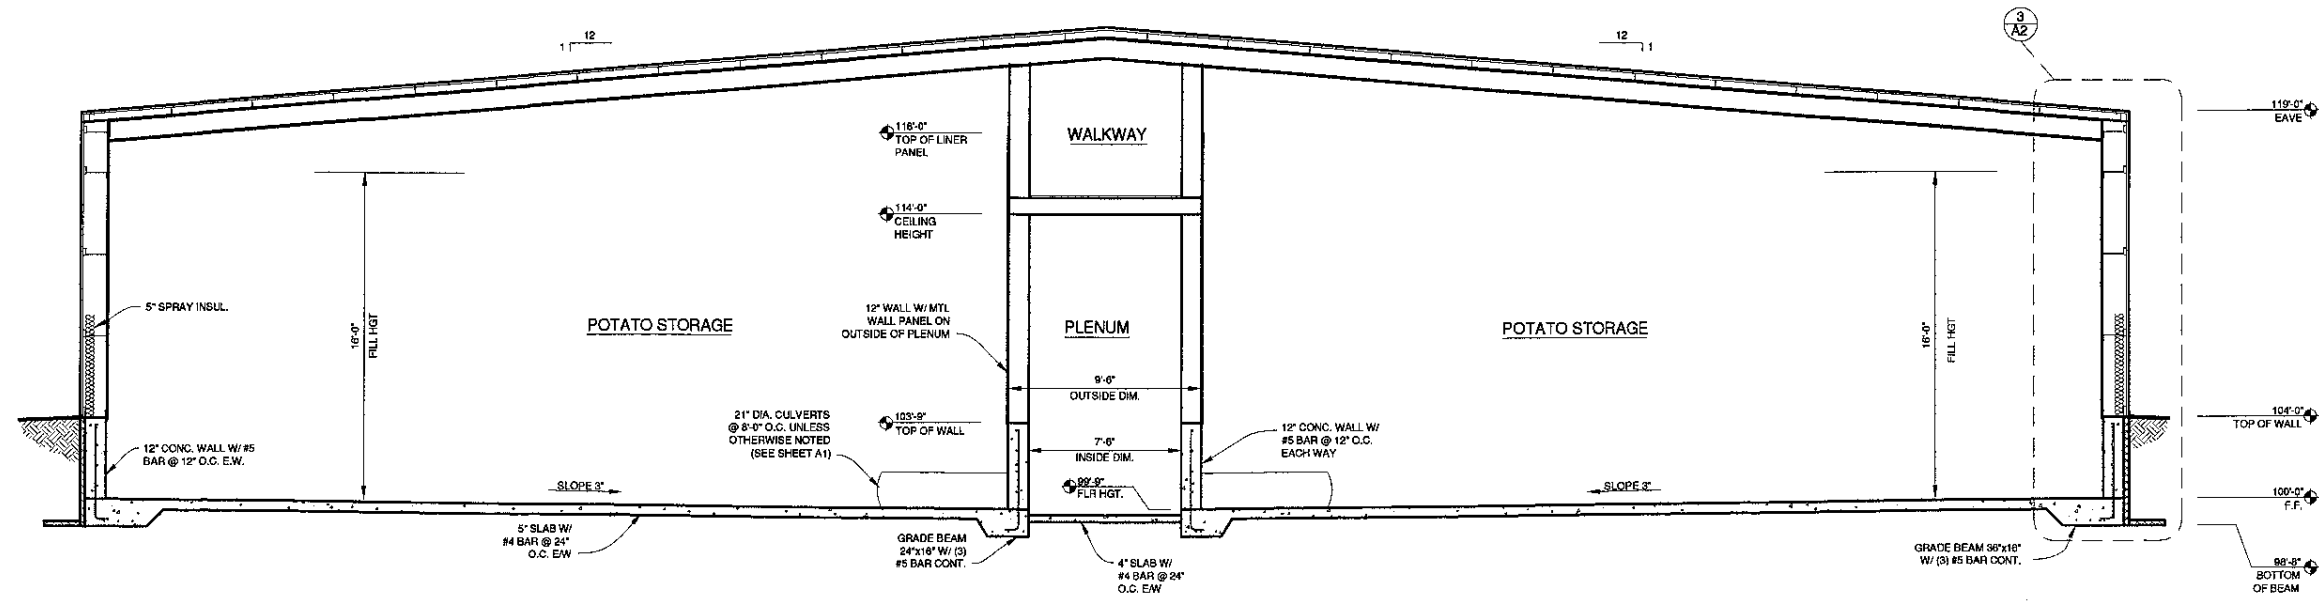 3
A2
12
1
12
1
119'-0"
EAVE
116'-0"
TOP OF LINER
PANEL
WALKWAY
114'-0"
CEILING
HEIGHT
5" SPRAY INSUL.
POTATO STORAGE
16'-0"
FILL HGT
12" WALL W/ MTL
WALL PANEL ON
OUTSIDE OF PLENUM
PLENUM
POTATO STORAGE
16'-0"
FILL HGT
9'-6"
OUTSIDE DIM.
21" DIA. CULVERTS
@ 8'-0" O.C. UNLESS
OTHERWISE NOTED
(SEE SHEET A1)
103'-9"
TOP OF WALL
104'-0"
TOP OF WALL
12" CONC. WALL W/ #5
BAR @ 12" O.C. E.W.
7'-6"
INSIDE DIM.
12" CONC. WALL W/
#5 BAR @ 12" O.C.
EACH WAY
SLOPE 3"
99'-9"
FLR HGT.
SLOPE 3"
100'-0"
F.F.
5" SLAB W/
#4 BAR @ 24"
O.C. E/W
GRADE BEAM
24"x16" W/ (3)
#5 BAR CONT.
4" SLAB W/
#4 BAR @ 24"
O.C. E/W
GRADE BEAM 36"x16"
W/ (3) #5 BAR CONT.
98'-8"
BOTTOM
OF BEAM